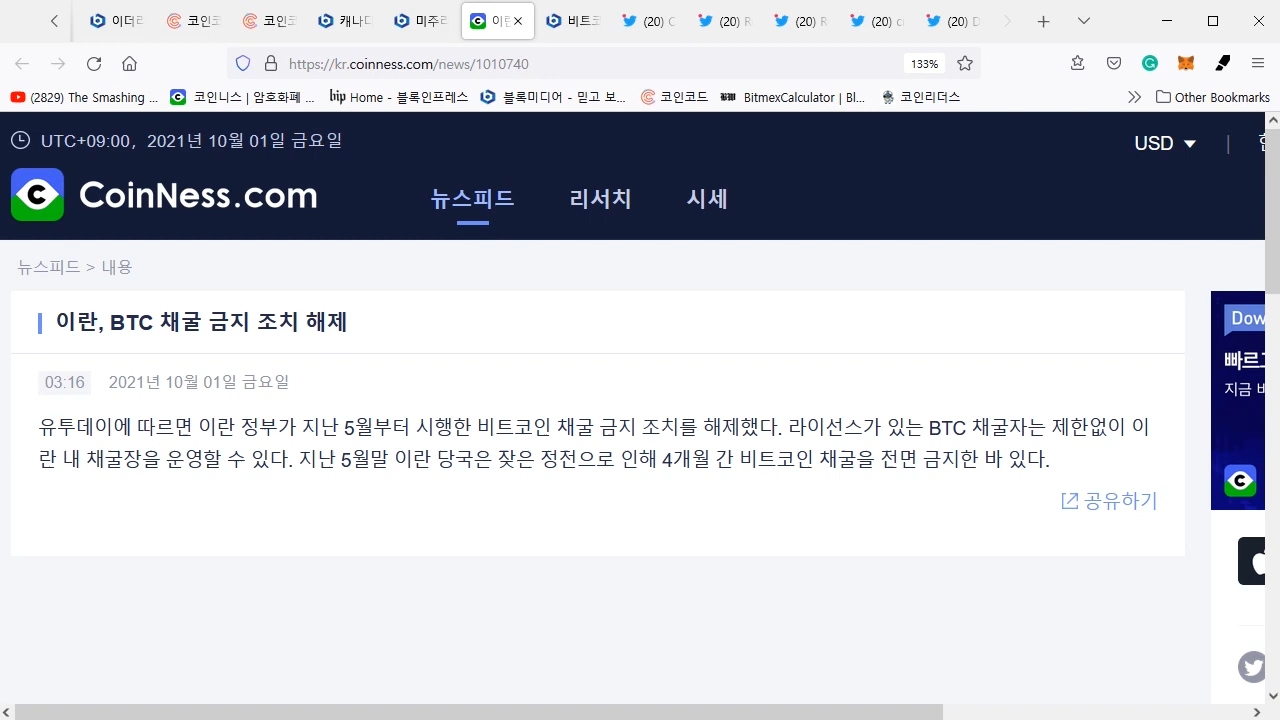 이더리
코인코
코인코
캐나다
미주리
이란
비트코
(20) C
(20) R
(20) R
(20) c
(20) D
https://kr.coinness.com/news/1010740
133%
(2829) The Smashing ...
코인니스 | 암호화폐 ...
bip Home - 블록인프레스
블록미디어 - 믿고 보...
코인코드
BitmexCalculator | Bl...
코인리더스
Other Bookmarks
UTC+09:00, 2021년 10월 01일 금요일
USD
CoinNess.com
뉴스피드
리서치
시세
뉴스피드 > 내용
이란, BTC 채굴 금지 조치 해제
03:16 2021년 10월 01일 금요일
유투데이에 따르면 이란 정부가 지난 5월부터 시행한 비트코인 채굴 금지 조치를 해제했다. 라이선스가 있는 BTC 채굴자는 제한없이 이
란 내 채굴장을 운영할 수 있다. 지난 5월말 이란 당국은 잦은 정전으로 인해 4개월 간 비트코인 채굴을 전면 금지한 바 있다.
공유하기
Dow
빠르
지금